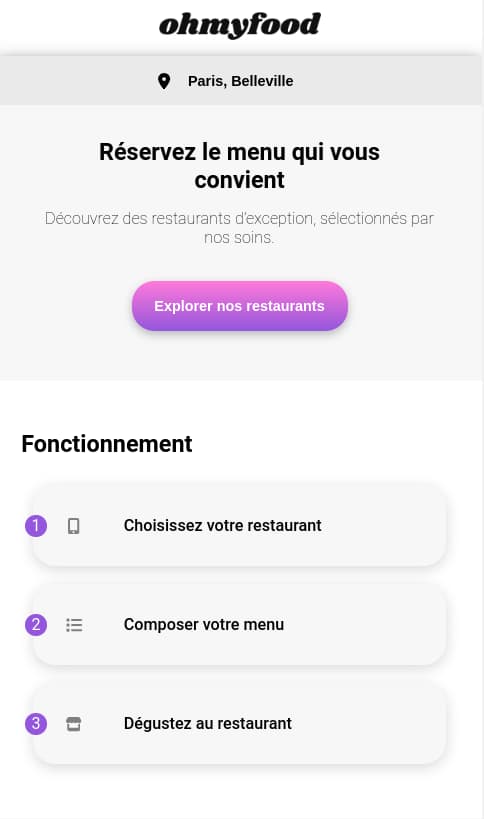 ohmyfood
Paris, Belleville
Réservez le menu qui vous
convient
Découvrez des restaurants d'exception, sélectionnés par
nos soins.
Explorer nos restaurants
Fonctionnement
1 Choisissez votre restaurant
2 Composer votre menu
3 Dégustez au restaurant